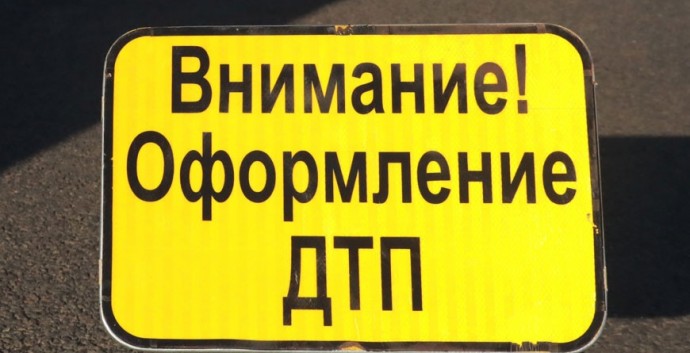 Внимание!
Оформление
ДТП